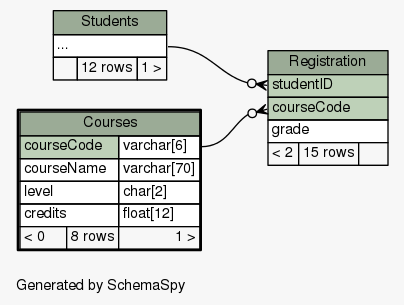 Students
...
12 rows 1 >
Registration
studentID
courseCode
grade
< 2 15 rows
Courses
courseCode varchar[6]
courseName varchar[70]
level char[2]
credits float[12]
< 0 8 rows 1 >
Generated by SchemaSpy